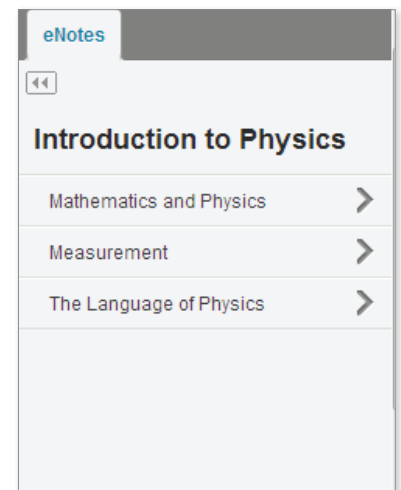 eNotes
Introduction to Physics
Mathematics and Physics
Measurement
The Language of Physics